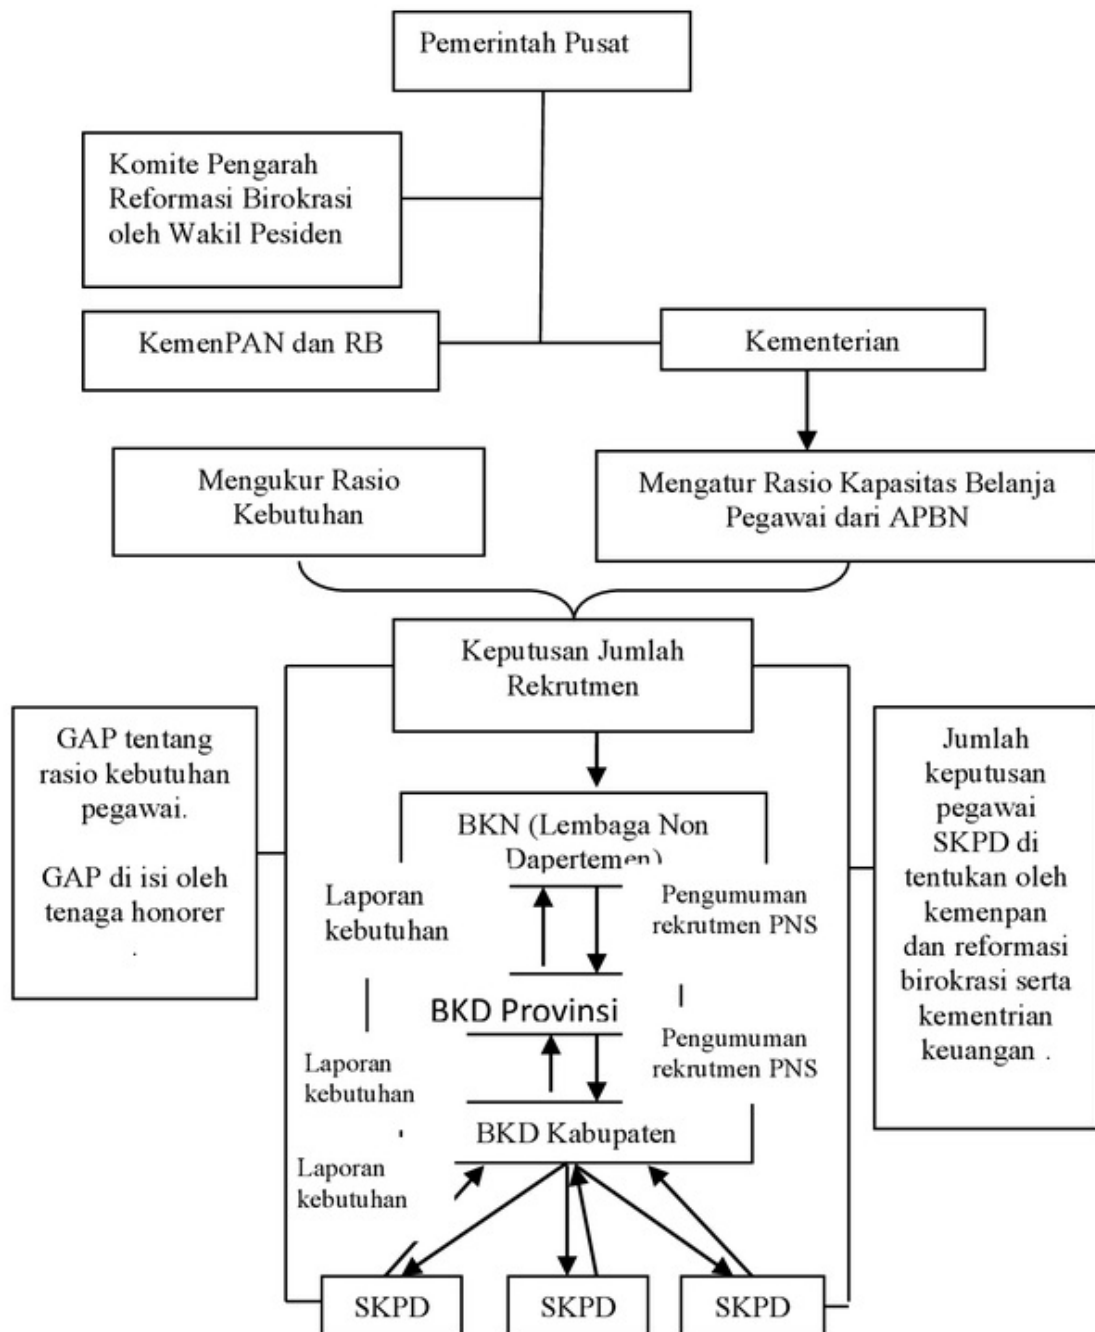 Pemerintah Pusat
Komite Pengarah
Reformasi Birokrasi
oleh Wakil Pesiden
KemenPAN dan RB
Kementerian
Mengukur Rasio
Kebutuhan
Mengatur Rasio Kapasitas Belanja
Pegawai dari APBN
Keputusan Jumlah
Rekrutmen
GAP tentang
rasio kebutuhan
pegawai.
GAP di isi oleh
tenaga honorer
.
Jumlah
keputusan
pegawai
SKPD di
tentukan oleh
kemenpan
dan reformasi
birokrasi serta
kementrian
keuangan .
BKN (Lembaga Non
Dapertemen)
Laporan
kebutuhan
Pengumuman
rekrutmen PNS
BKD Provinsi
Laporan
kebutuhan
Pengumuman
rekrutmen PNS
BKD Kabupaten
Laporan
kebutuhan
SKPD
SKPD
SKPD